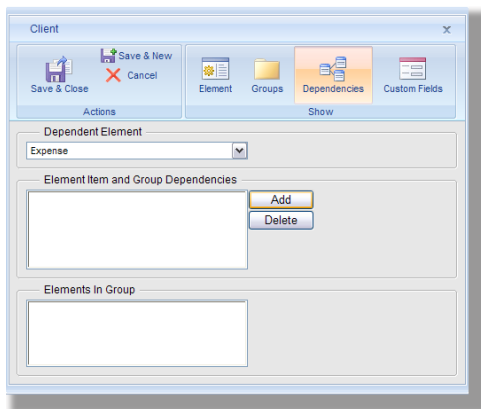 Client
Save & Close
Save & New
Cancel
Actions
Element
Groups
Dependencies
Custom Fields
Show
Dependent Element
Expense
Element Item and Group Dependencies
Add
Delete
Elements In Group